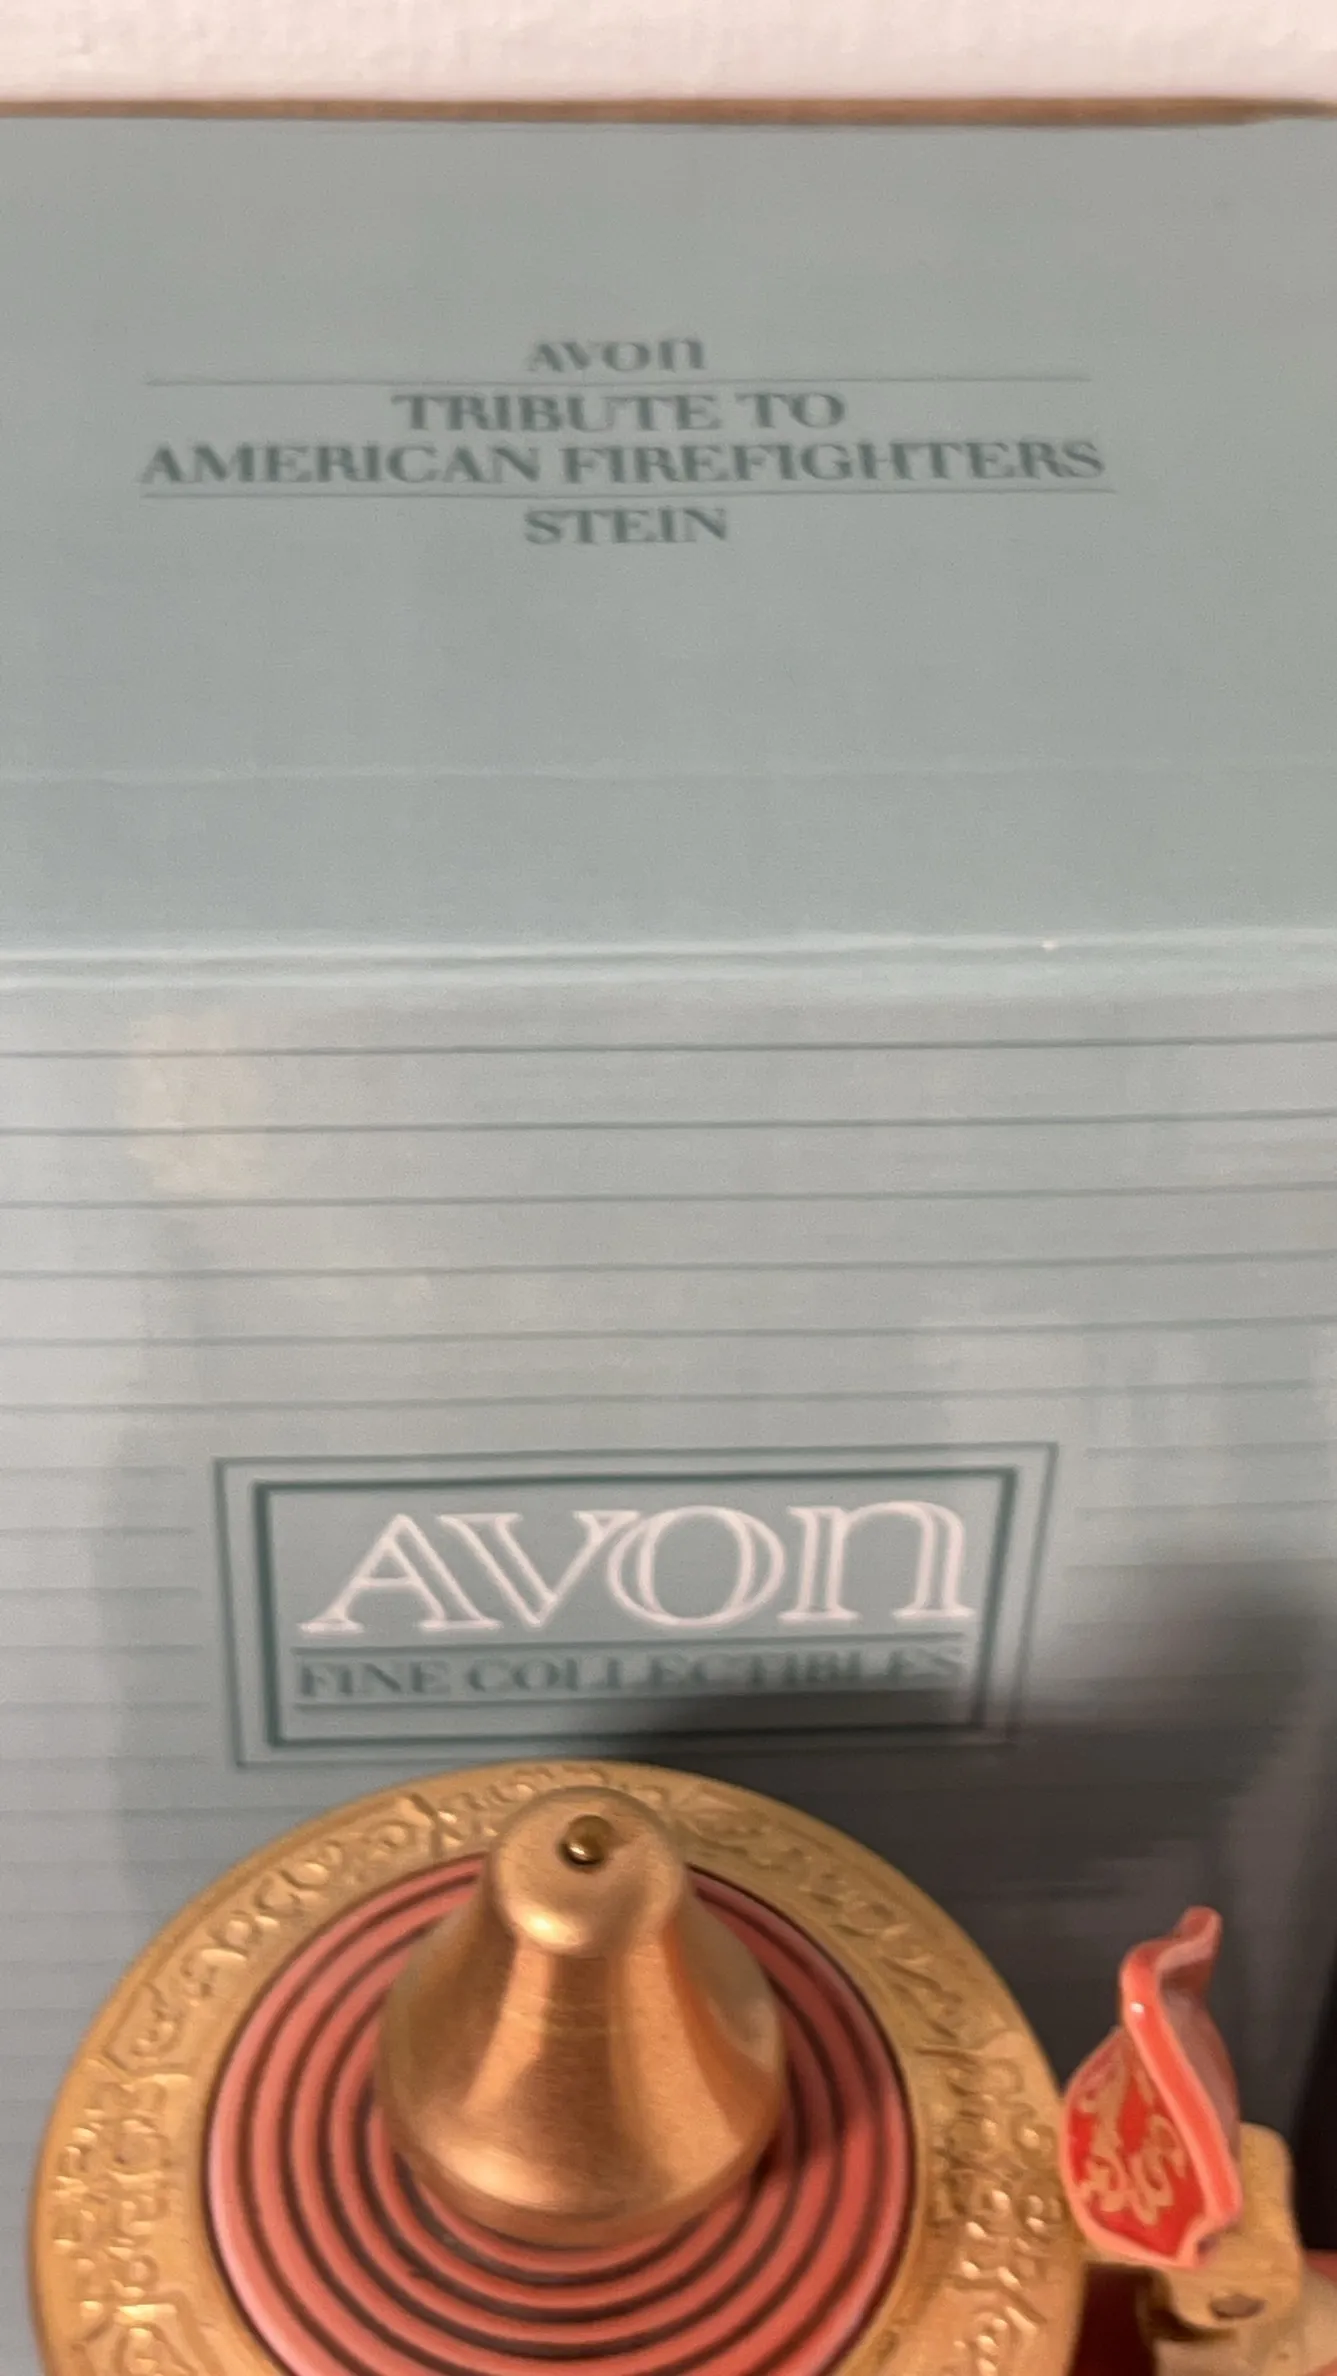 AVON
TRIBUTE TO
AMERICAN FIREFIGHTERS
STEIN
AVON
FINE COLLECTIBLES